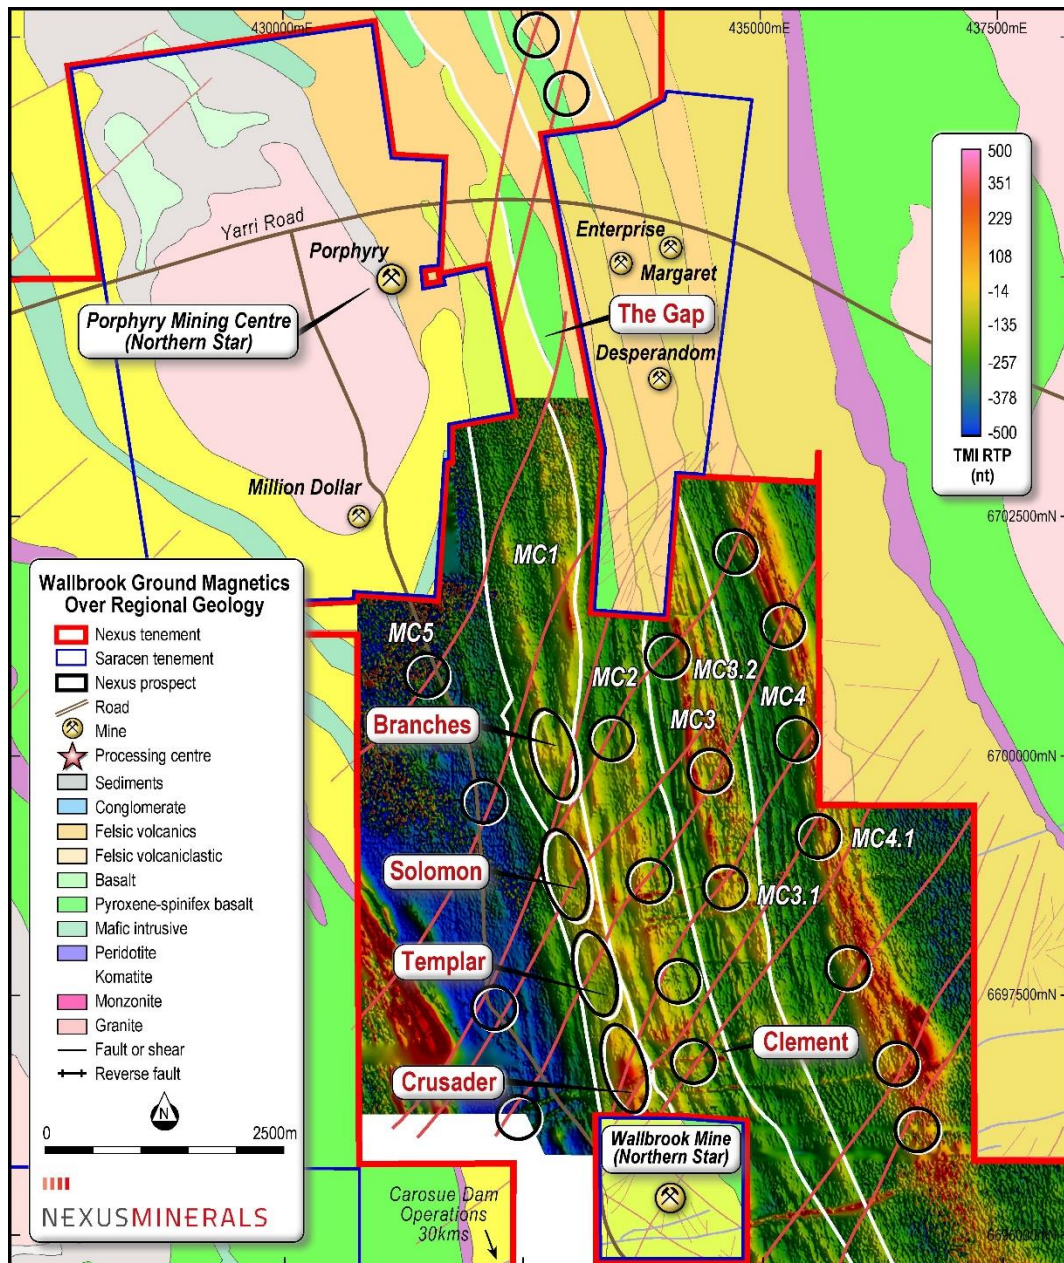 430000mE
435000mE
437500mE
500
351
229
107
-14
-135
-257
-378
-500
TMI RTP
(nt)
Yarri Road
Porphyry
Enterprise
Margaret
The Gap
Porphyry Mining Centre
(Northern Star)
Desperandom
Million Dollar
6702500mN
MC1
MC5
MC2
MC3.2
MC3
MC4
Branches
6700000mN
MC4.1
Solomon
MC3.1
Templar
6697500mN
Clement
Crusader
Wallbrook Mine
(Northern Star)
Carosue Dam
Operations
30kms
6695000mN
Wallbrook Ground Magnetics
Over Regional Geology
Nexus tenement
Saracen tenement
Nexus prospect
Road
Mine
Processing centre
Sediments
Conglomerate
Felsic volcanics
Felsic volcaniclastic
Basalt
Pyroxene-spinifex basalt
Mafic intrusive
Peridotite
Komatite
Monzonite
Granite
Fault or shear
Reverse fault
N
0 2500m
NEXUSMINERALS